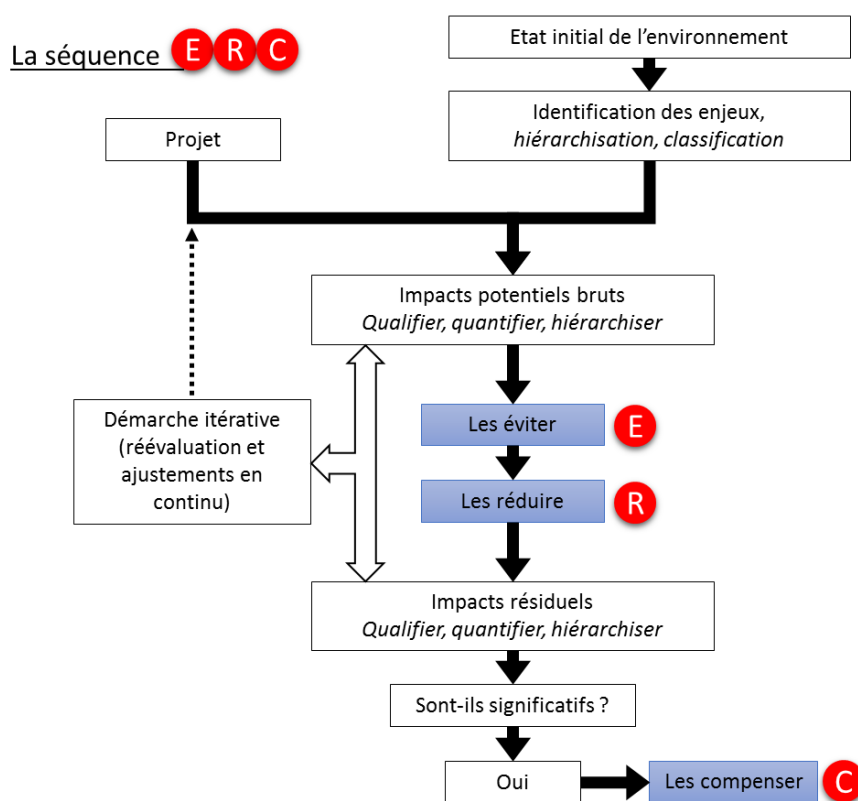 La séquence E R C
Etat initial de l’environnement
Identification des enjeux,
hiérarchisation, classification
Projet
Impacts potentiels bruts
Qualifier, quantifier, hiérarchiser
Démarche itérative
(réévaluation et
ajustements en
continu)
Les éviter E
Les réduire R
Impacts résiduels
Qualifier, quantifier, hiérarchiser
Sont-ils significatifs ?
Oui
Les compenser C